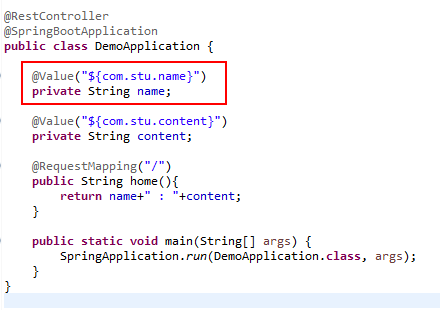 @RestController
@SpringBootApplication
public class DemoApplication {
@Value("${com.stu.name}")
private String name;
@Value("${com.stu.content}")
private String content;
@RequestMapping("/")
public String home(){
return name+" : "+content;
}
public static void main(String[] args) {
SpringApplication.run(DemoApplication.class, args);
}
}